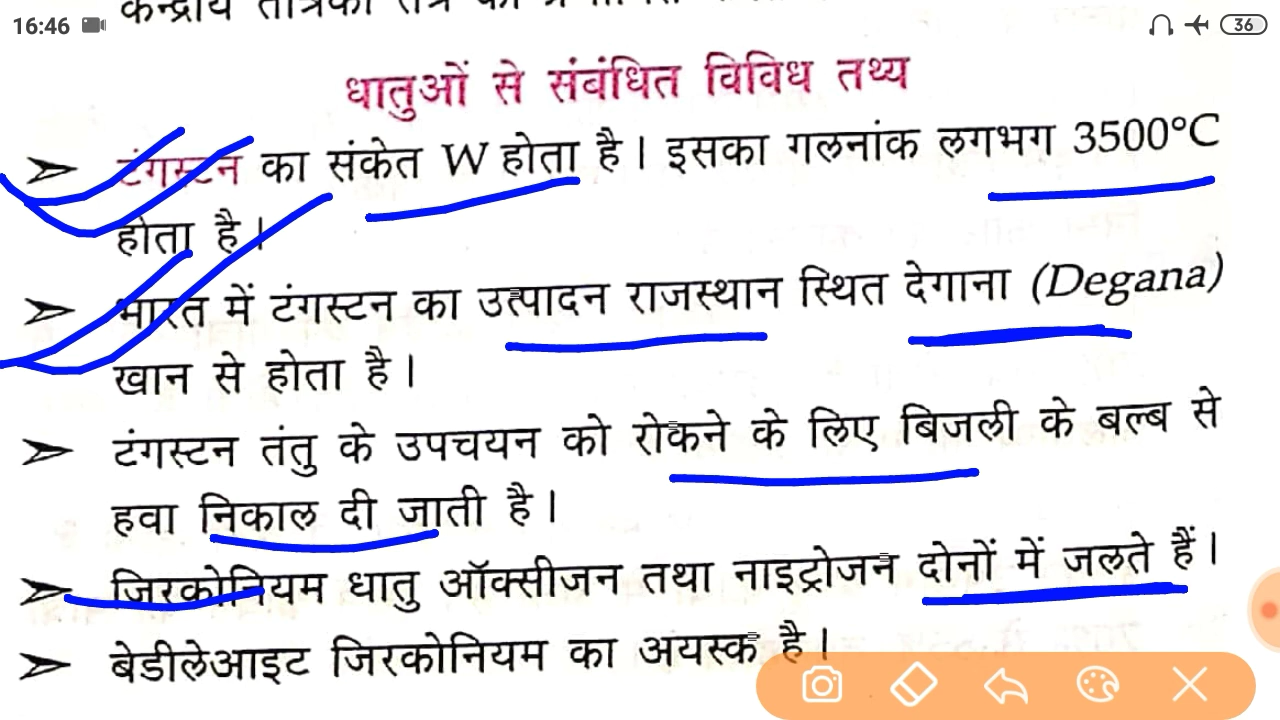 16:46
36
केन्द्रीय
धातुओं से संबंधित विविध तथ्य
➤ टंगस्टन का संकेत W होता है। इसका गलनांक लगभग 3500°C
होता है।
➤ भारत में टंगस्टन का उत्पादन राजस्थान स्थित देगाना (Degana)
खान से होता है।
➤ टंगस्टन तंतु के उपचयन को रोकने के लिए बिजली के बल्ब से
हवा निकाल दी जाती है।
➤ जिरकोनियम धातु ऑक्सीजन तथा नाइट्रोजन दोनों में जलते हैं।
➤ बेडीलेआइट जिरकोनियम का अयस्क है।